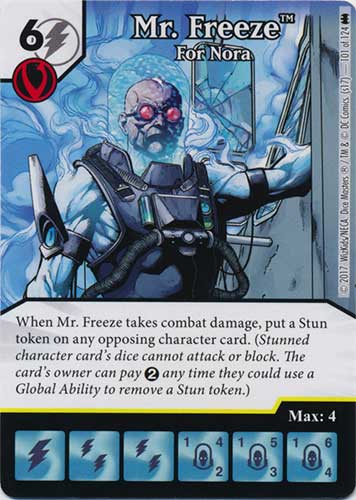 6
Mr. Freeze™
For Nora
© 2017 WizKids/NECA. Dice Masters ® / TM & © DC Comics (s17) — 101 of 124
When Mr. Freeze takes combat damage, put a Stun
token on any opposing character card. (Stunned
character card's dice cannot attack or block. The
card's owner can pay 2 any time they could use a
Global Ability to remove a Stun token.)
Max: 4
1 4 2
1 5 3
1 6 4